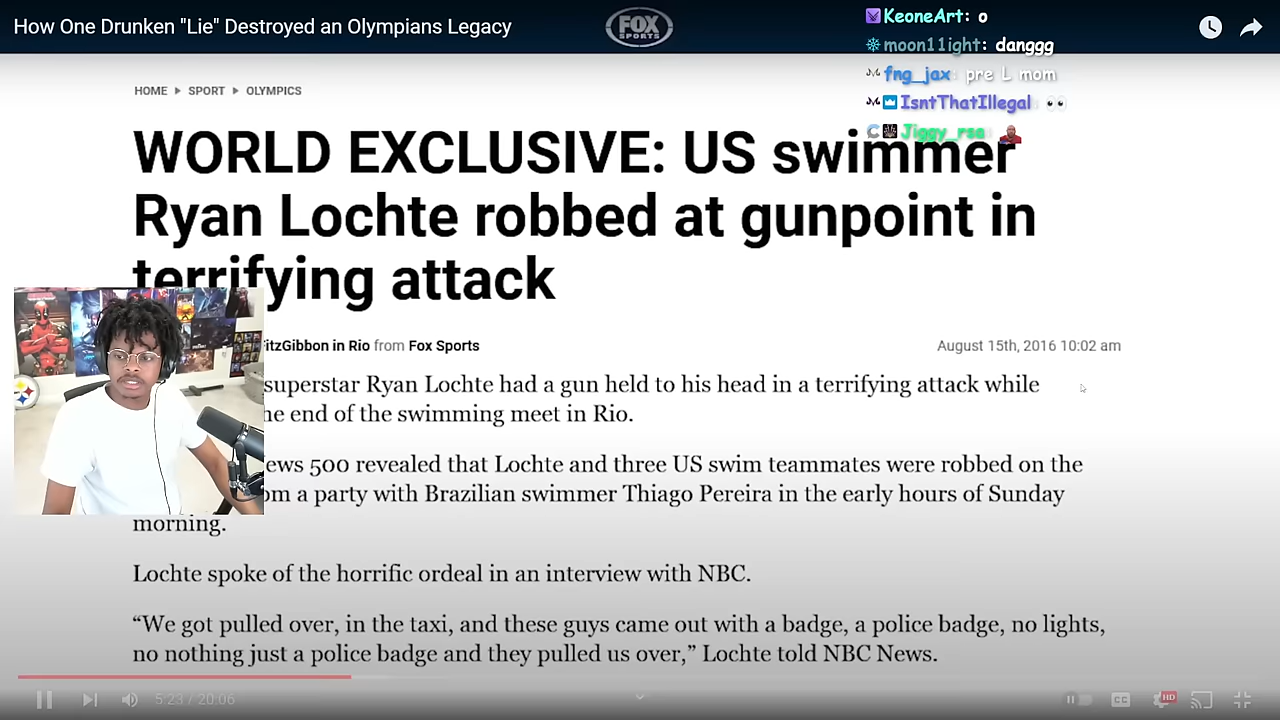 How One Drunken "Lie" Destroyed an Olympians Legacy
FOX
SPORTS
KeoneArt: o
moon11ight: danggg
fng_jax: pre L mom
IsntThatIllegal:
Jiggy_rsa:
HOME SPORT OLYMPICS
WORLD EXCLUSIVE: US swimmer
Ryan Lochte robbed at gunpoint in
terrifying attack
itzGibbon in Rio from Fox Sports
August 15th, 2016 10:02 am
superstar Ryan Lochte had a gun held to his head in a terrifying attack while
he end of the swimming meet in Rio.
ews 500 revealed that Lochte and three US swim teammates were robbed on the
om a party with Brazilian swimmer Thiago Pereira in the early hours of Sunday
morning.
Lochte spoke of the horrific ordeal in an interview with NBC.
“We got pulled over, in the taxi, and these guys came out with a badge, a police badge, no lights,
no nothing just a police badge and they pulled us over,” Lochte told NBC News.
5:23 / 20:06
CC
HD